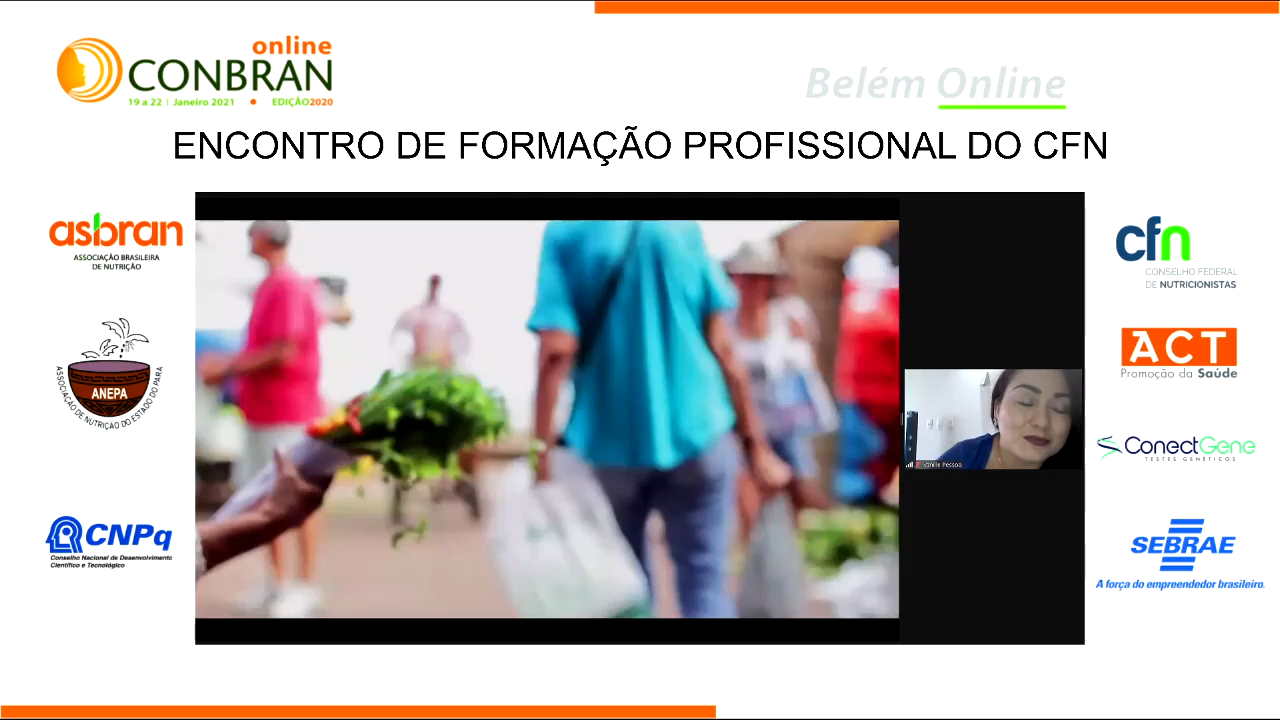 online
CONBRAN
19 a 22 | Janeiro 2021 • EDIÇÃO2020
Belém Online
ENCONTRO DE FORMAÇÃO PROFISSIONAL DO CFN
asbran
ASSOCIAÇÃO BRASILEIRA
DE NUTRIÇÃO
ANEPA
ASSOCIAÇÃO DE NUTRIÇÃO DO ESTADO DO PARÁ
CNPq
Conselho Nacional de Desenvolvimento
Científico e Tecnológico
Vanille Pessoa
cfn
CONSELHO FEDERAL
DE NUTRICIONISTAS
ACT
Promoção da Saúde
ConectGene
TESTES GENÉTICOS
SEBRAE
A força do empreendedor brasileiro.